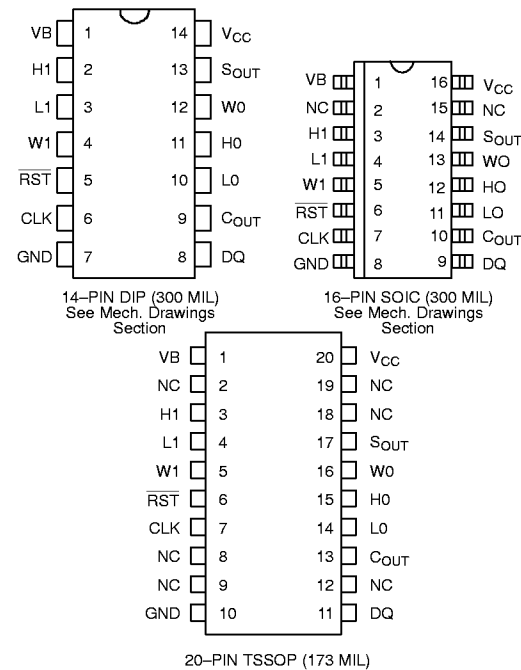 VB 1 14 VCC
H1 2 13 SOUT
L1 3 12 W0
W1 4 11 H0
RST 5 10 L0
CLK 6 9 COUT
GND 7 8 DQ
14–PIN DIP (300 MIL)
See Mech. Drawings
Section
VB 1 16 VCC
NC 2 15 NC
H1 3 14 SOUT
L1 4 13 WO
W1 5 12 HO
RST 6 11 LO
CLK 7 10 COUT
GND 8 9 DQ
16–PIN SOIC (300 MIL)
See Mech. Drawings
Section
VB 1 20 VCC
NC 2 19 NC
H1 3 18 NC
L1 4 17 SOUT
W1 5 16 W0
RST 6 15 H0
CLK 7 14 L0
NC 8 13 COUT
NC 9 12 NC
GND 10 11 DQ
20–PIN TSSOP (173 MIL)